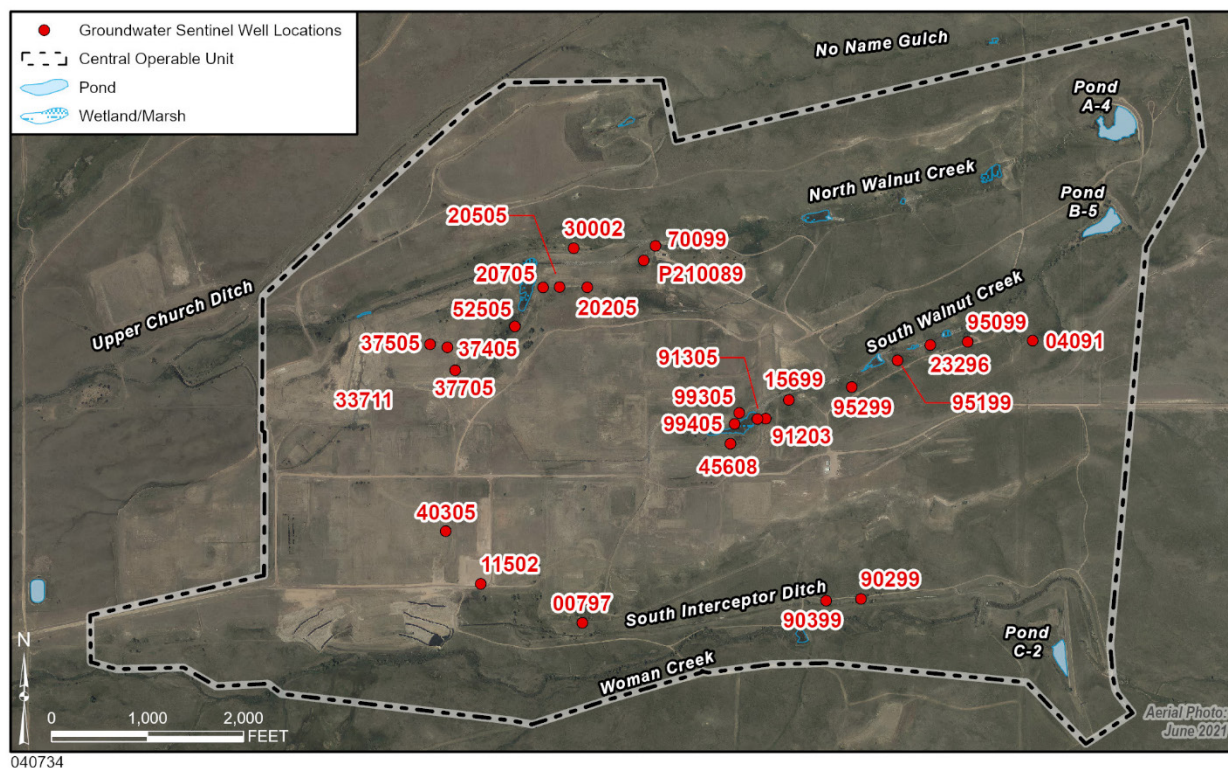 Groundwater Sentinel Well Locations
Central Operable Unit
Pond
Wetland/Marsh
No Name Gulch
Pond
A-4
North Walnut Creek
Pond
B-5
20505
30002
70099
P210089
20705
20205
Upper Church Ditch
52505
South Walnut Creek
95099
04091
37505
37405
91305
15699
23296
37705
33711
99305
95299
95199
99405
91203
45608
40305
11502
00797
South Interceptor Ditch
90299
90399
Pond
C-2
Woman Creek
N
0 1,000 2,000
FEET
Aerial Photo:
June 2021
040734